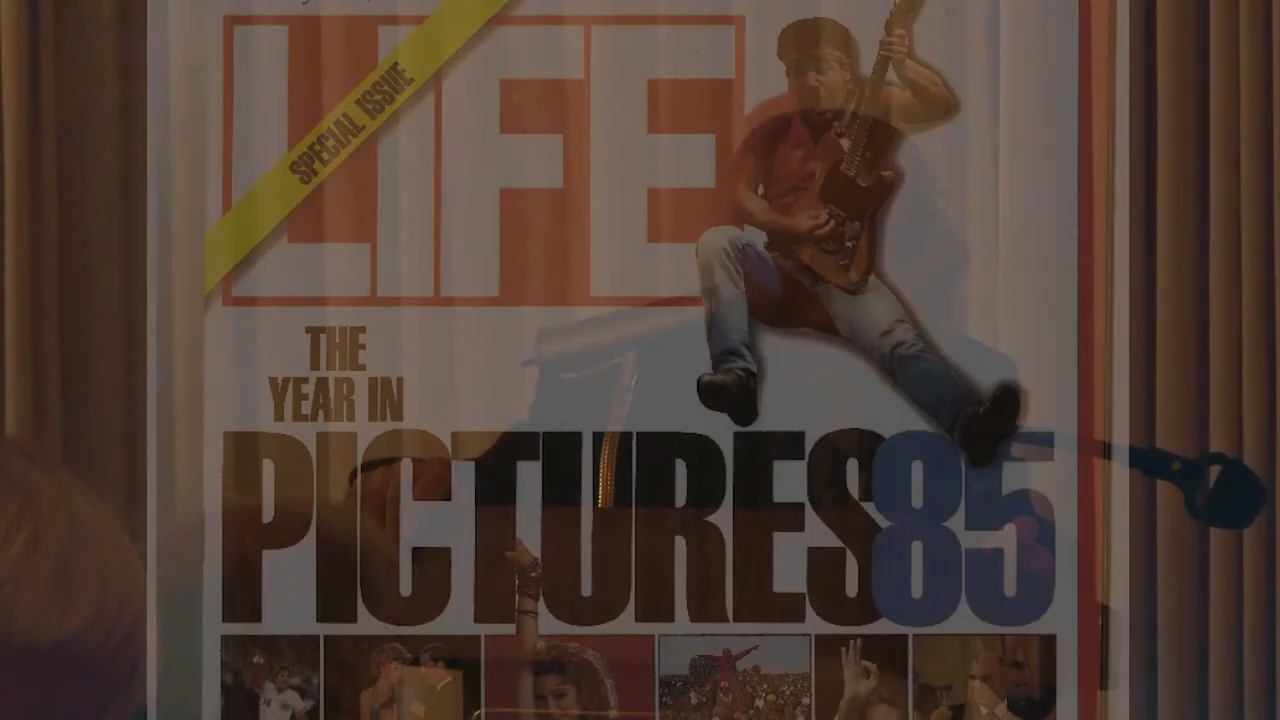 LIFE
SPECIAL ISSUE
THE
YEAR IN
PICTURES85